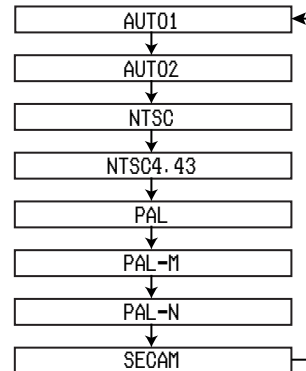 AUTO1
AUTO2
NTSC
NTSC4.43
PAL
PAL-M
PAL-N
SECAM